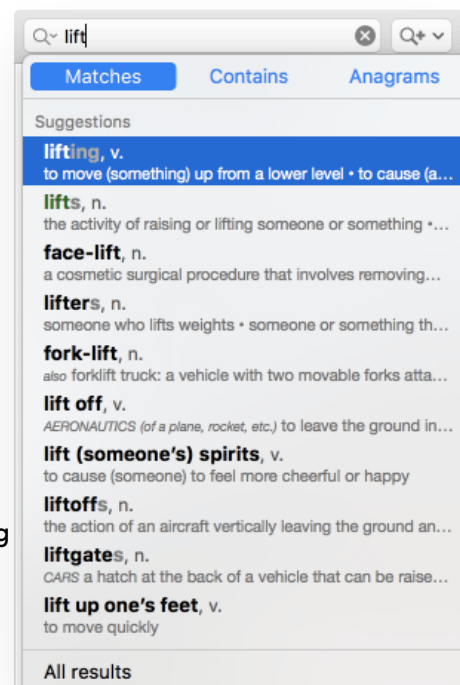 lift
Matches Contains Anagrams
Suggestions
lifting, v.
to move (something) up from a lower level • to cause (a...
lifts, n.
the activity of raising or lifting someone or something •...
face-lift, n.
a cosmetic surgical procedure that involves removing...
lifters, n.
someone who lifts weights • someone or something th...
fork-lift, n.
also forklift truck: a vehicle with two movable forks atta...
lift off, v.
AERONAUTICS (of a plane, rocket, etc.) to leave the ground in...
lift (someone’s) spirits, v.
to cause (someone) to feel more cheerful or happy
liftoffs, n.
the action of an aircraft vertically leaving the ground an...
g
liftgates, n.
CARS a hatch at the back of a vehicle that can be raise...
lift up one’s feet, v.
to move quickly
All results